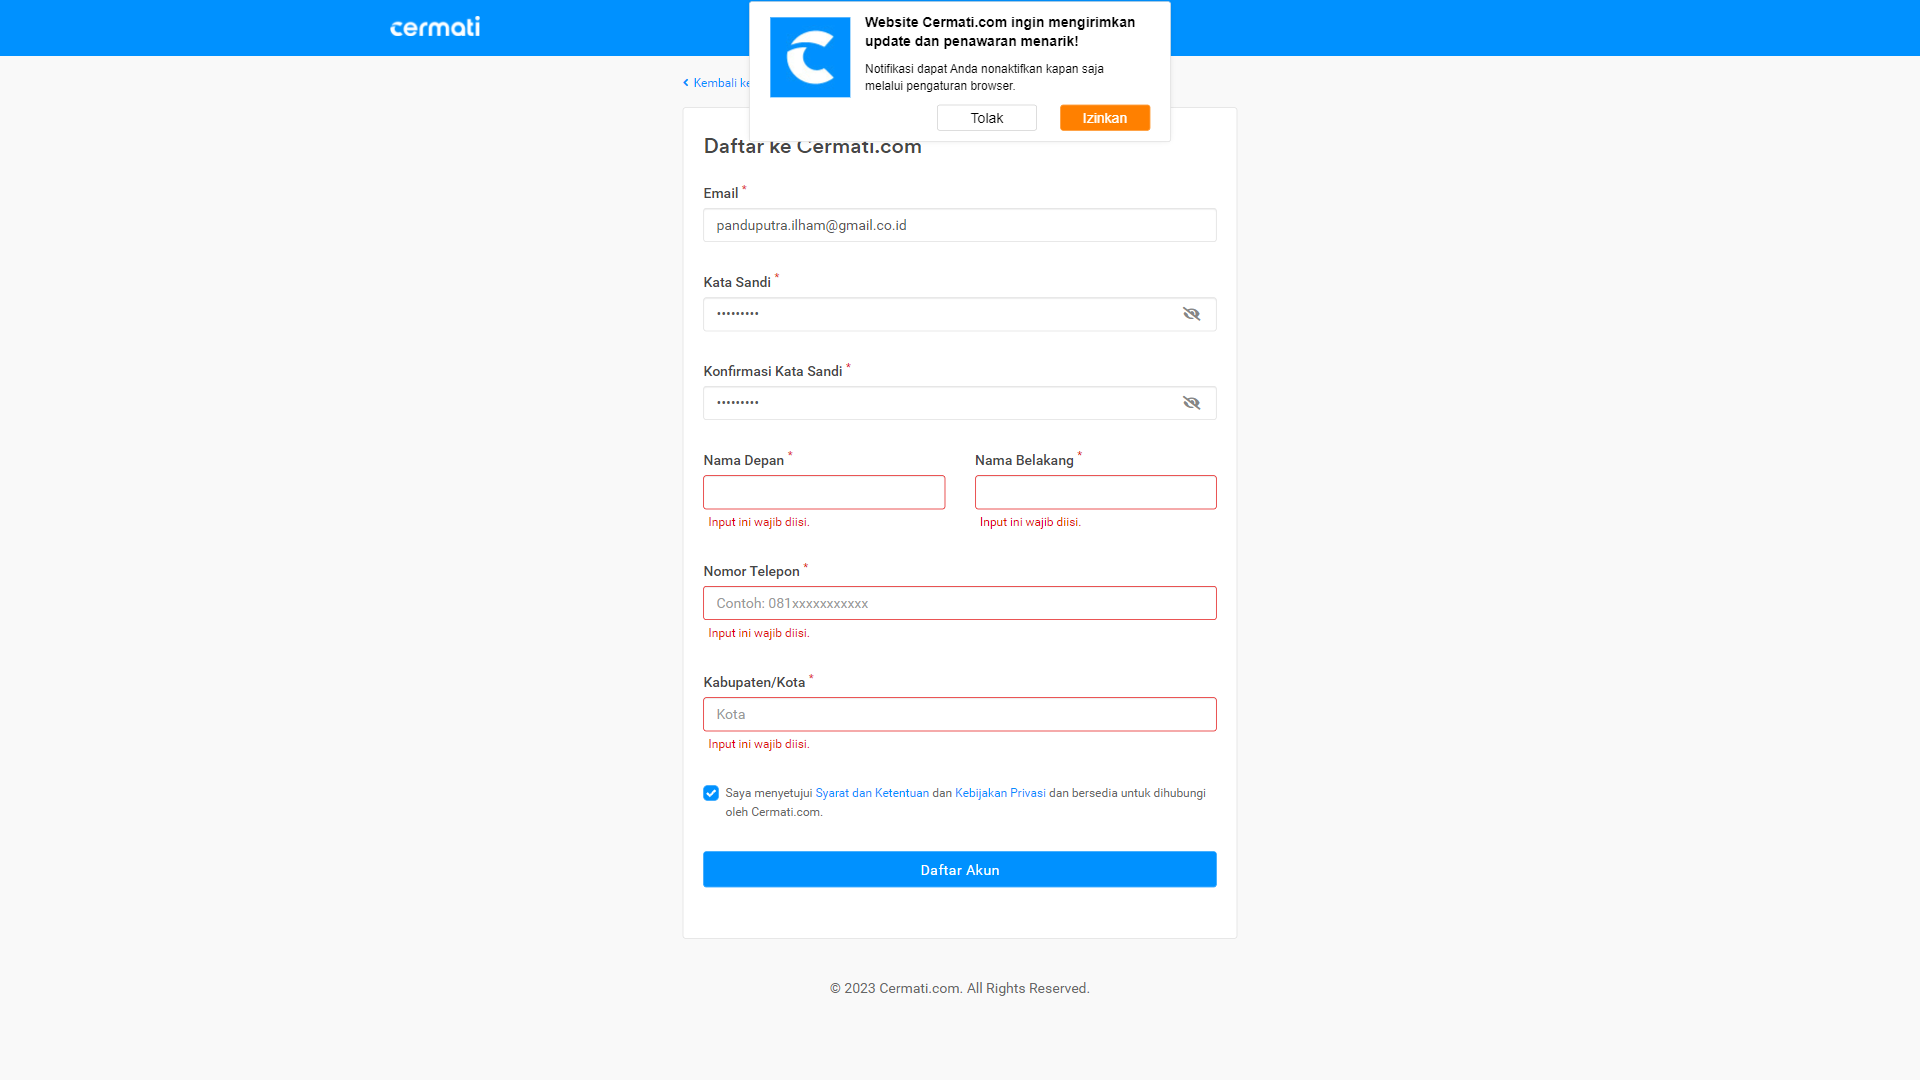 cermati
Website Cermati.com ingin mengirimkan
update dan penawaran menarik!
Notifikasi dapat Anda nonaktifkan kapan saja
melalui pengaturan browser.
Tolak
Izinkan
Kembali ke
Daftar ke Cermati.com
Email *
panduputra.ilham@gmail.co.id
Kata Sandi *
•••••••••
Konfirmasi Kata Sandi *
•••••••••
Nama Depan *
Nama Belakang *
Input ini wajib diisi.
Input ini wajib diisi.
Nomor Telepon *
Contoh: 081xxxxxxxxxxx
Input ini wajib diisi.
Kabupaten/Kota *
Kota
Input ini wajib diisi.
Saya menyetujui Syarat dan Ketentuan dan Kebijakan Privasi dan bersedia untuk dihubungi
oleh Cermati.com.
Daftar Akun
© 2023 Cermati.com. All Rights Reserved.